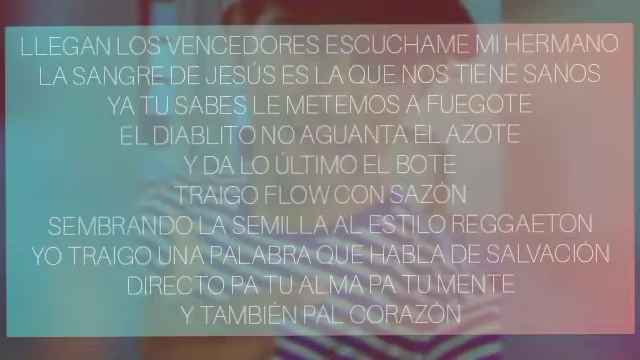 LLEGAN LOS VENCEDORES ESCUCHAME MI HERMANO
LA SANGRE DE JESÚS ES LA QUE NOS TIENE SANOS
YA TU SABES LE METEMOS A FUEGOTE
EL DIABLITO NO AGUANTA EL AZOTE
Y DA LO ÚLTIMO EL BOTE
TRAIGO FLOW CON SAZÓN
SEMBRANDO LA SEMILLA AL ESTILO REGGAETON
YO TRAIGO UNA PALABRA QUE HABLA DE SALVACIÓN
DIRECTO PA TU ALMA PA TU MENTE
Y TAMBIÉN PAL CORAZÓN